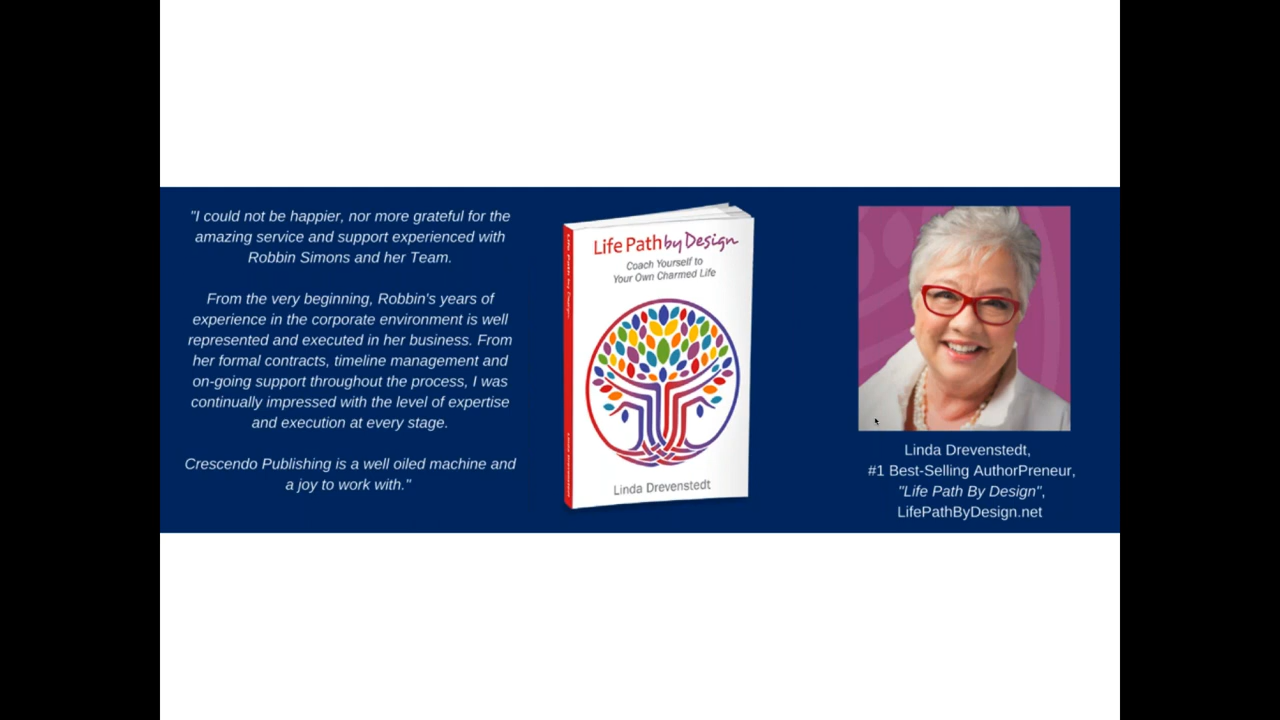 "I could not be happier, nor more grateful for the
amazing service and support experienced with
Robbin Simons and her Team.
From the very beginning, Robbin's years of
experience in the corporate environment is well
represented and executed in her business. From
her formal contracts, timeline management and
on-going support throughout the process, I was
continually impressed with the level of expertise
and execution at every stage.
Crescendo Publishing is a well oiled machine and
a joy to work with."
Life Path by Design
Coach Yourself to
Your Own Charmed Life
Linda Drevenstedt
Life Path by Design
Linda Drevenstedt,
#1 Best-Selling AuthorPreneur,
"Life Path By Design",
LifePathByDesign.net